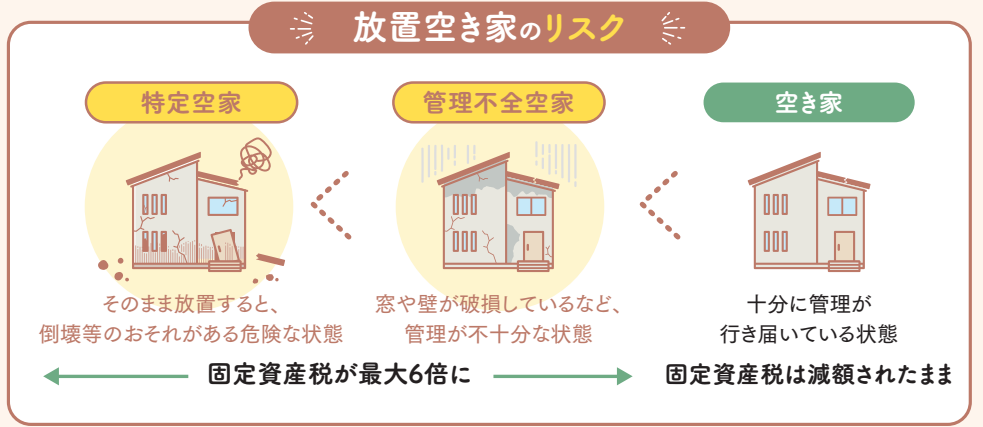 放置空き家のリスク
特定空家
管理不全空家
空き家
そのまま放置すると、
倒壊等のおそれがある危険な状態
窓や壁が破損しているなど、
管理が不十分な状態
十分に管理が
行き届いている状態
固定資産税が最大6倍に
固定資産税は減額されたまま